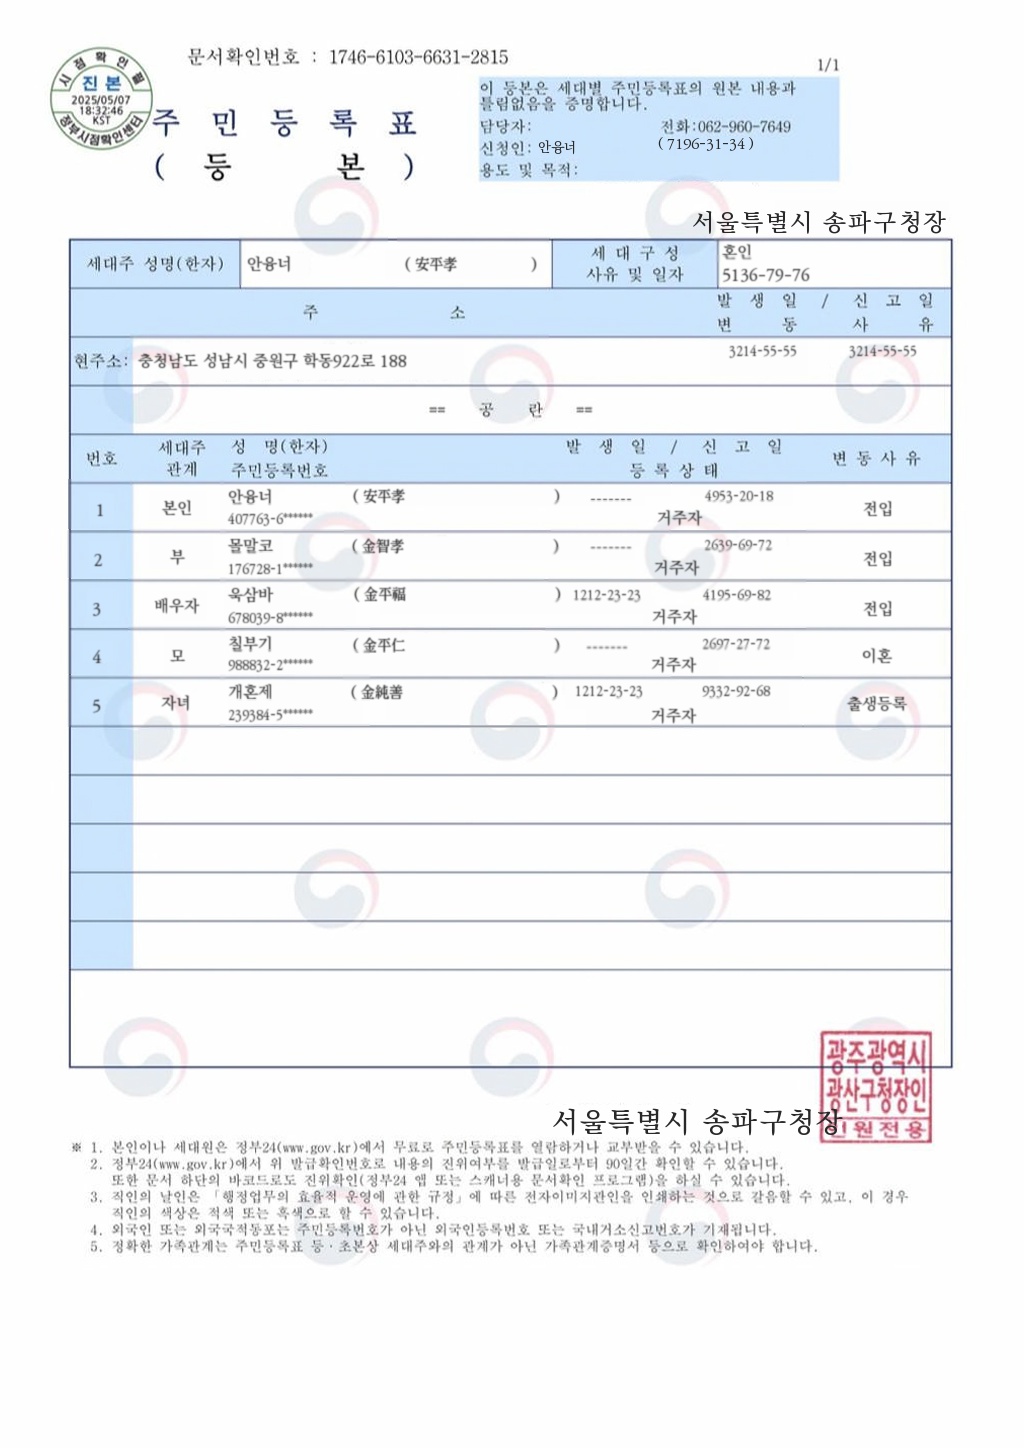 문서확인번호 : 1746-6103-6631-2815
1/1
시점확인필
진본
2025/05/07
18:32:46
KST
정부시점확인센터
주 민 등 록 표
( 등 본 )
이 등본은 세대별 주민등록표의 원본 내용과
틀림없음을 증명합니다.
담당자: 전화:062-960-7649
신청인: 안융너 ( 7196-31-34 )
용도 및 목적:
서울특별시 송파구청장
세대주 성명(한자) 안융너 ( 安平孝 ) 세 대 구 성 사유 및 일자 혼인 5136-79-76
주 소 발 생 일 / 신 고 일
변 동 사 유
현주소: 충청남도 성남시 중원구 학동922로 188 3214-55-55 3214-55-55
== 공 란 ==
번호 세대주 관계 성 명(한자) 주민등록번호 발 생 일 / 신 고 일 등 록 상 태 변 동 사 유
1 본인 안융너 ( 安平孝 ) ------- 4953-20-18 전입
407763-6****** 거주자
2 부 몰말코 ( 金智孝 ) ------- 2639-69-72 전입
176728-1****** 거주자
3 배우자 욱삼바 ( 金平福 ) 1212-23-23 4195-69-82 전입
678039-8****** 거주자
4 모 칠부기 ( 金平仁 ) ------- 2697-27-72 이혼
988832-2****** 거주자
5 자녀 개혼제 ( 金純善 ) 1212-23-23 9332-92-68 출생등록
239384-5****** 거주자
광주광역시
광산구청장인
민원전용
서울특별시 송파구청장
※ 1. 본인이나 세대원은 정부24(www.gov.kr)에서 무료로 주민등록표를 열람하거나 교부받을 수 있습니다.
2. 정부24(www.gov.kr)에서 위 발급확인번호로 내용의 진위여부를 발급일로부터 90일간 확인할 수 있습니다.
또한 문서 하단의 바코드로도 진위확인(정부24 앱 또는 스캐너용 문서확인 프로그램)을 하실 수 있습니다.
3. 직인의 날인은 「행정업무의 효율적 운영에 관한 규정」에 따른 전자이미지관인을 인쇄하는 것으로 갈음할 수 있고, 이 경우
직인의 색상은 적색 또는 흑색으로 할 수 있습니다.
4. 외국인 또는 외국국적동포는 주민등록번호가 아닌 외국인등록번호 또는 국내거소신고번호가 기재됩니다.
5. 정확한 가족관계는 주민등록표 등·초본상 세대주와의 관계가 아닌 가족관계증명서 등으로 확인하여야 합니다.